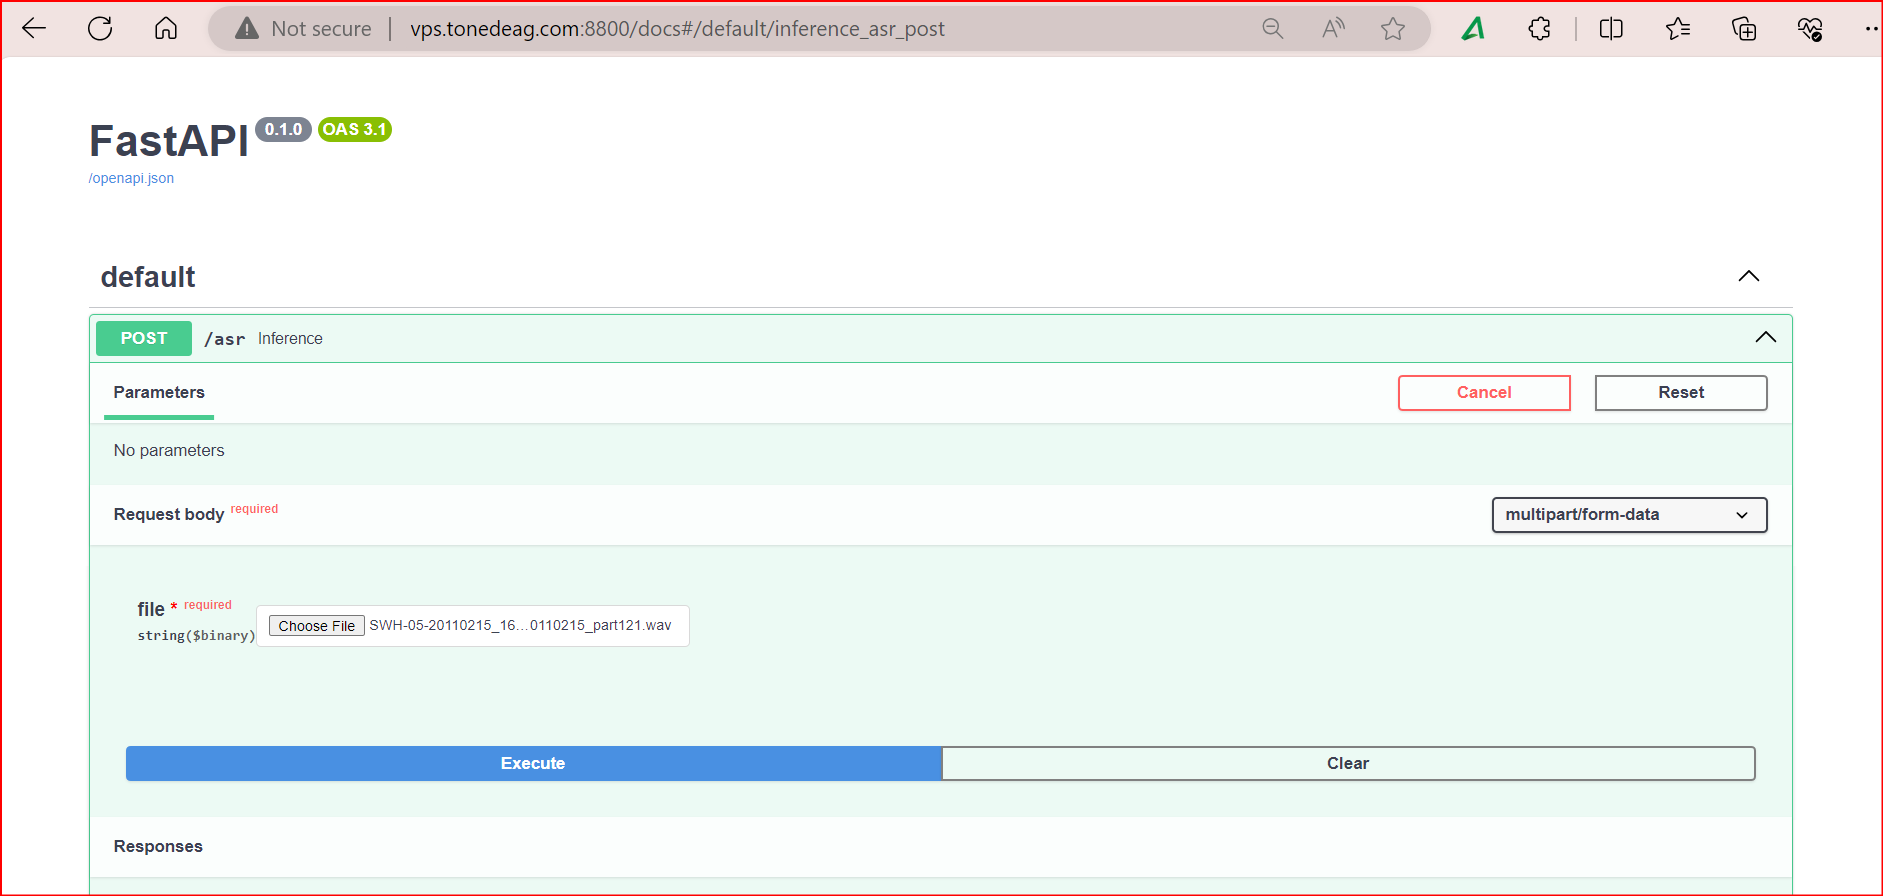 Not secure | vps.tonedeag.com:8800/docs#/default/inference_asr_post
FastAPI 0.1.0 OAS 3.1
/openapi.json
default
POST /asr Inference
Parameters Cancel Reset
No parameters
Request body required multipart/form-data
file * required
string($binary) Choose File SWH-05-20110215_16...0110215_part121.wav
Execute Clear
Responses